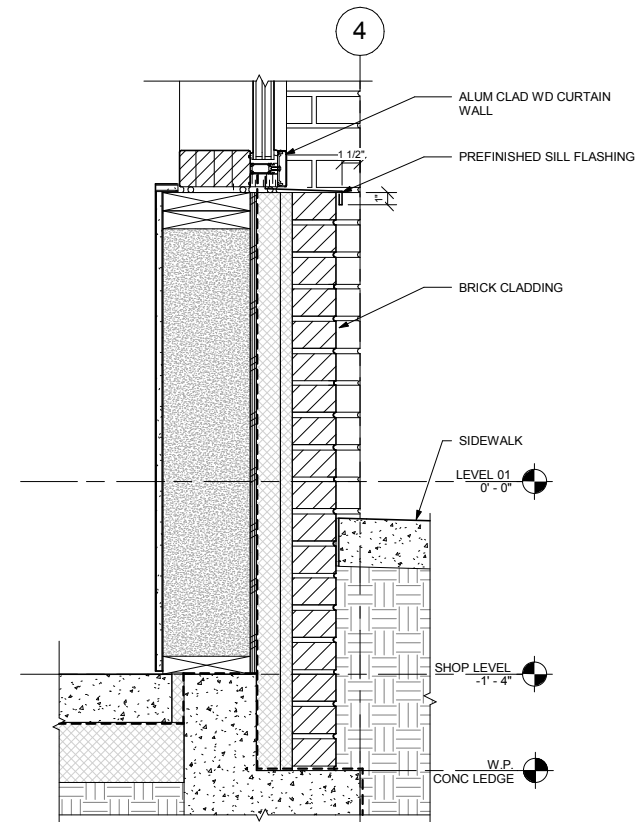 4
ALUM CLAD WD CURTAIN
WALL
1 1/2"
PREFINISHED SILL FLASHING
1"
BRICK CLADDING
SIDEWALK
LEVEL 01
0' - 0"
SHOP LEVEL
-1' - 4"
W.P.
CONC LEDGE